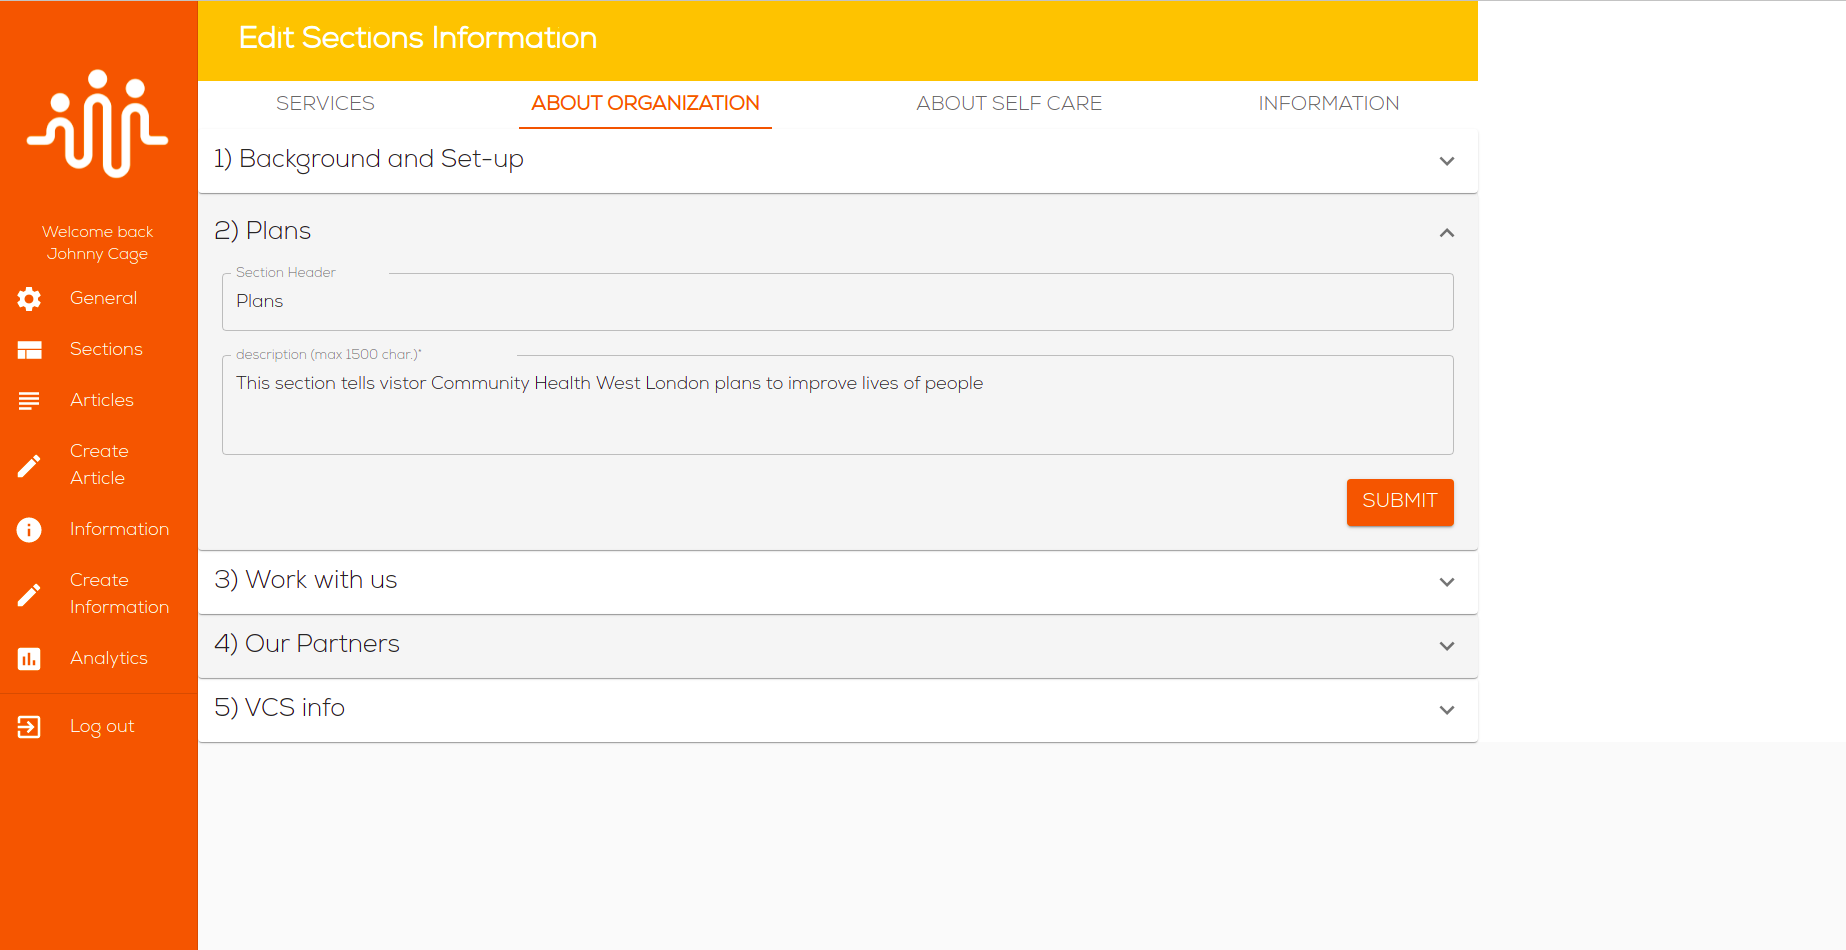 Edit Sections Information
SERVICES
ABOUT ORGANIZATION
ABOUT SELF CARE
INFORMATION
Welcome back
Johnny Cage
General
Sections
Articles
Create
Article
Information
Create
Information
Analytics
Log out
1) Background and Set-up
2) Plans
Section Header
Plans
description (max 1500 char.)*
This section tells vistor Community Health West London plans to improve lives of people
SUBMIT
3) Work with us
4) Our Partners
5) VCS info